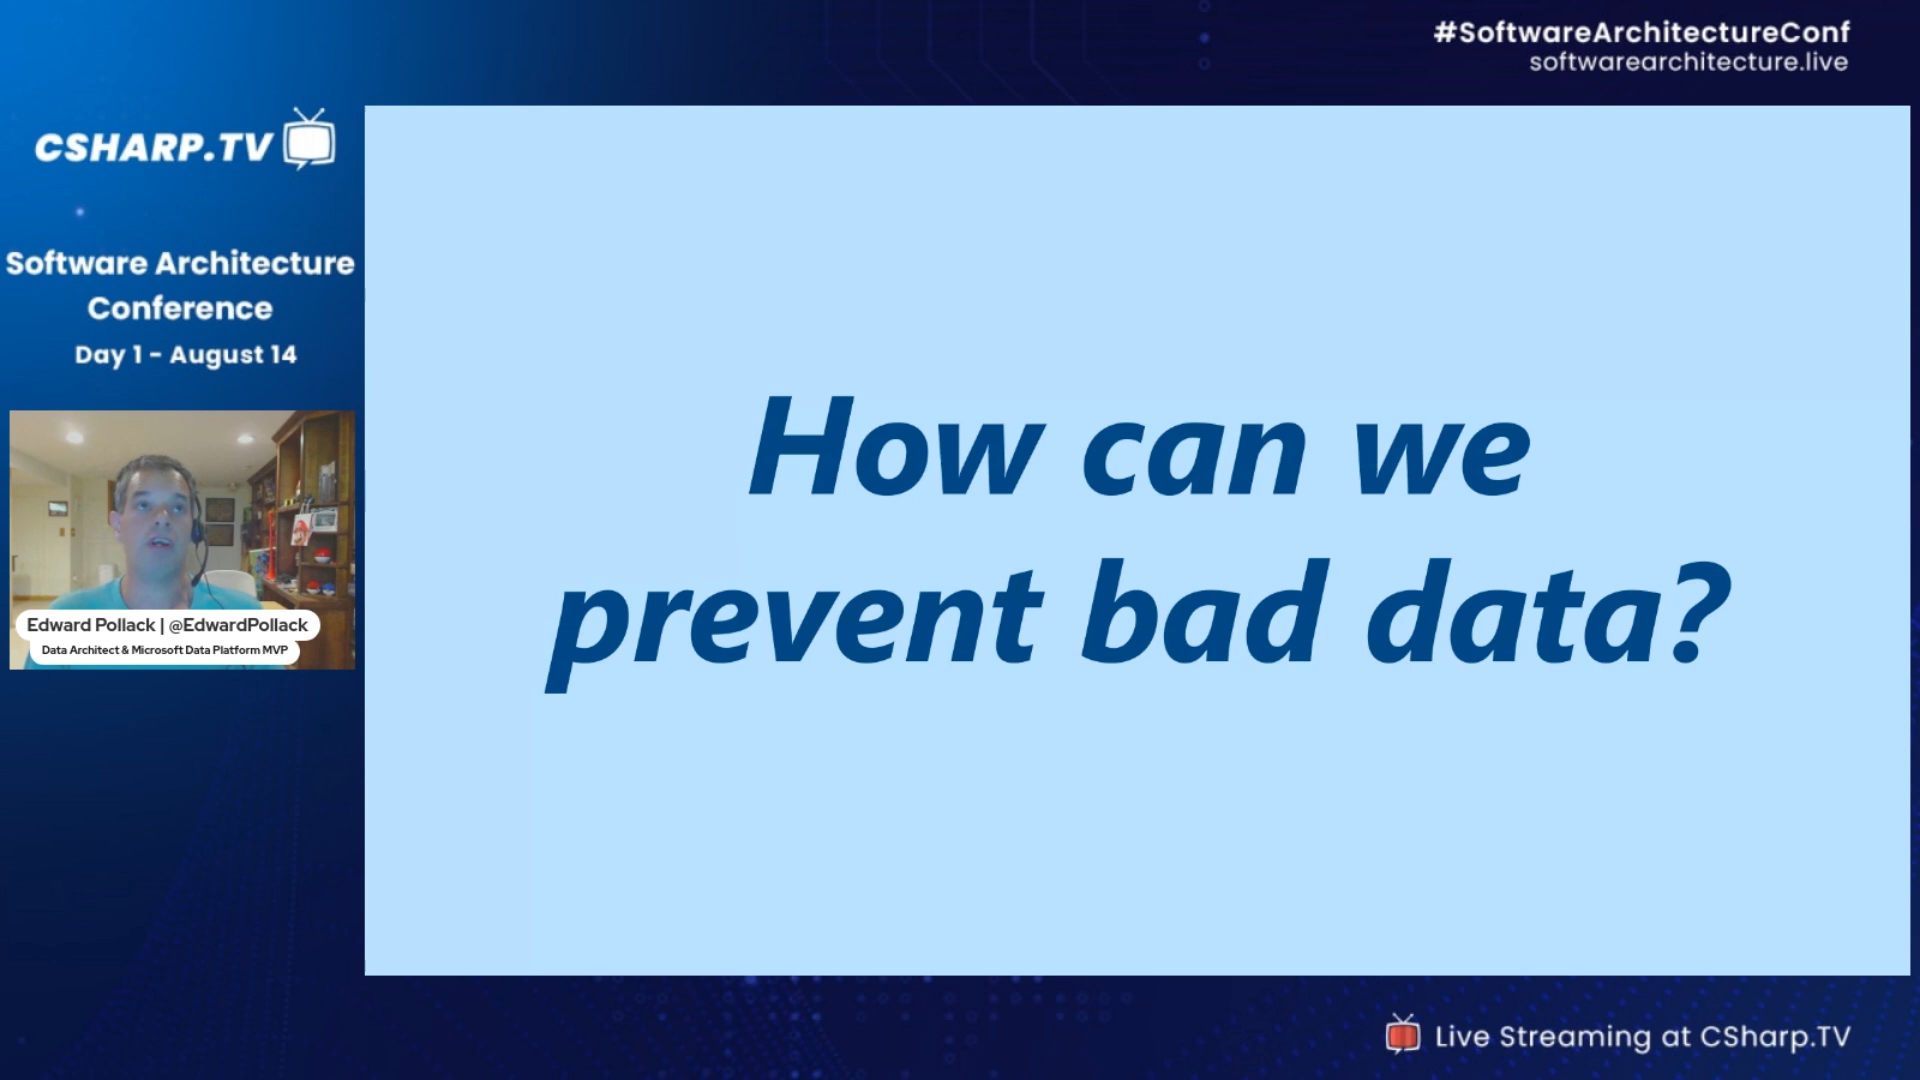 #SoftwareArchitectureConf
softwarearchitecture.live
CSHARP.TV
Software Architecture
Conference
Day 1 - August 14
Edward Pollack | @EdwardPollack
Data Architect & Microsoft Data Platform MVP
How can we
prevent bad data?
Live Streaming at CSharp.TV